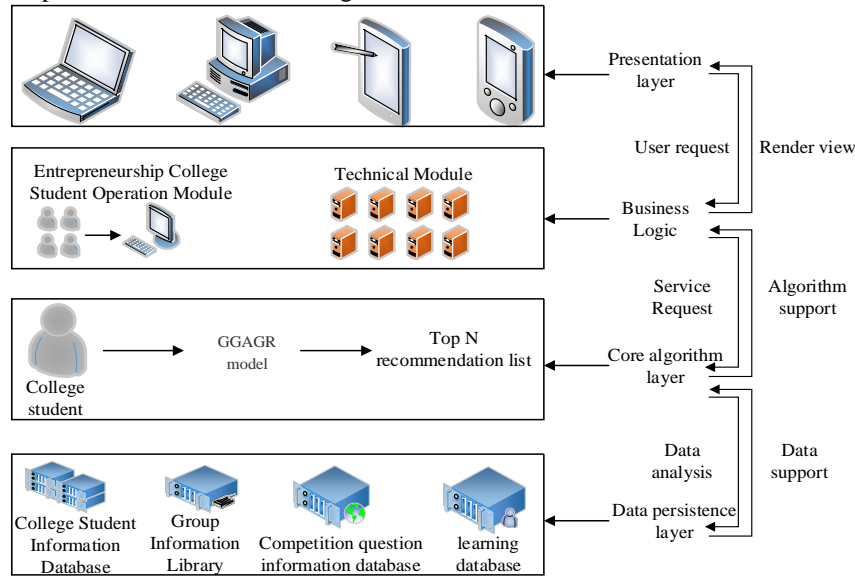 Presentation
layer
User request
Render view
Entrepreneurship College
Student Operation Module
Technical Module
Business
Logic
Service
Request
Algorithm
support
College
student
GGAGR
model
Top N
recommendation list
Core algorithm
layer
Data
analysis
Data
support
College Student
Information
Database
Group
Information
Library
Competition question
information database
learning
database
Data persistence
layer